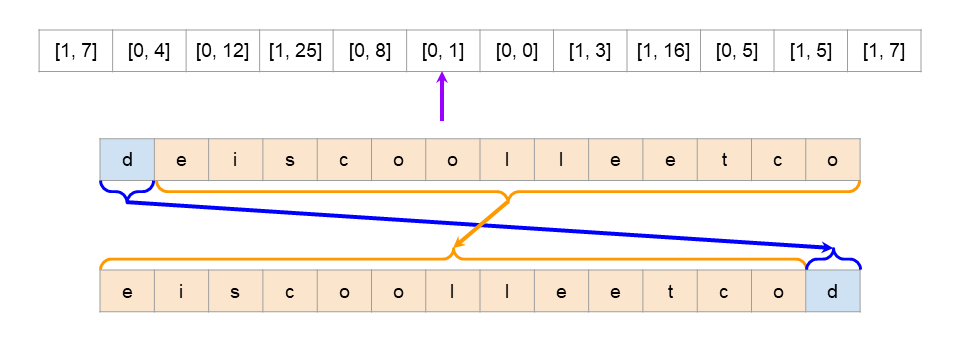 [1, 7] [0, 4] [0, 12] [1, 25] [0, 8] [0, 1] [0, 0] [1, 3] [1, 16] [0, 5] [1, 5] [1, 7]
d e i s c o o l l e e t c o
e i s c o o l l e e t c o d